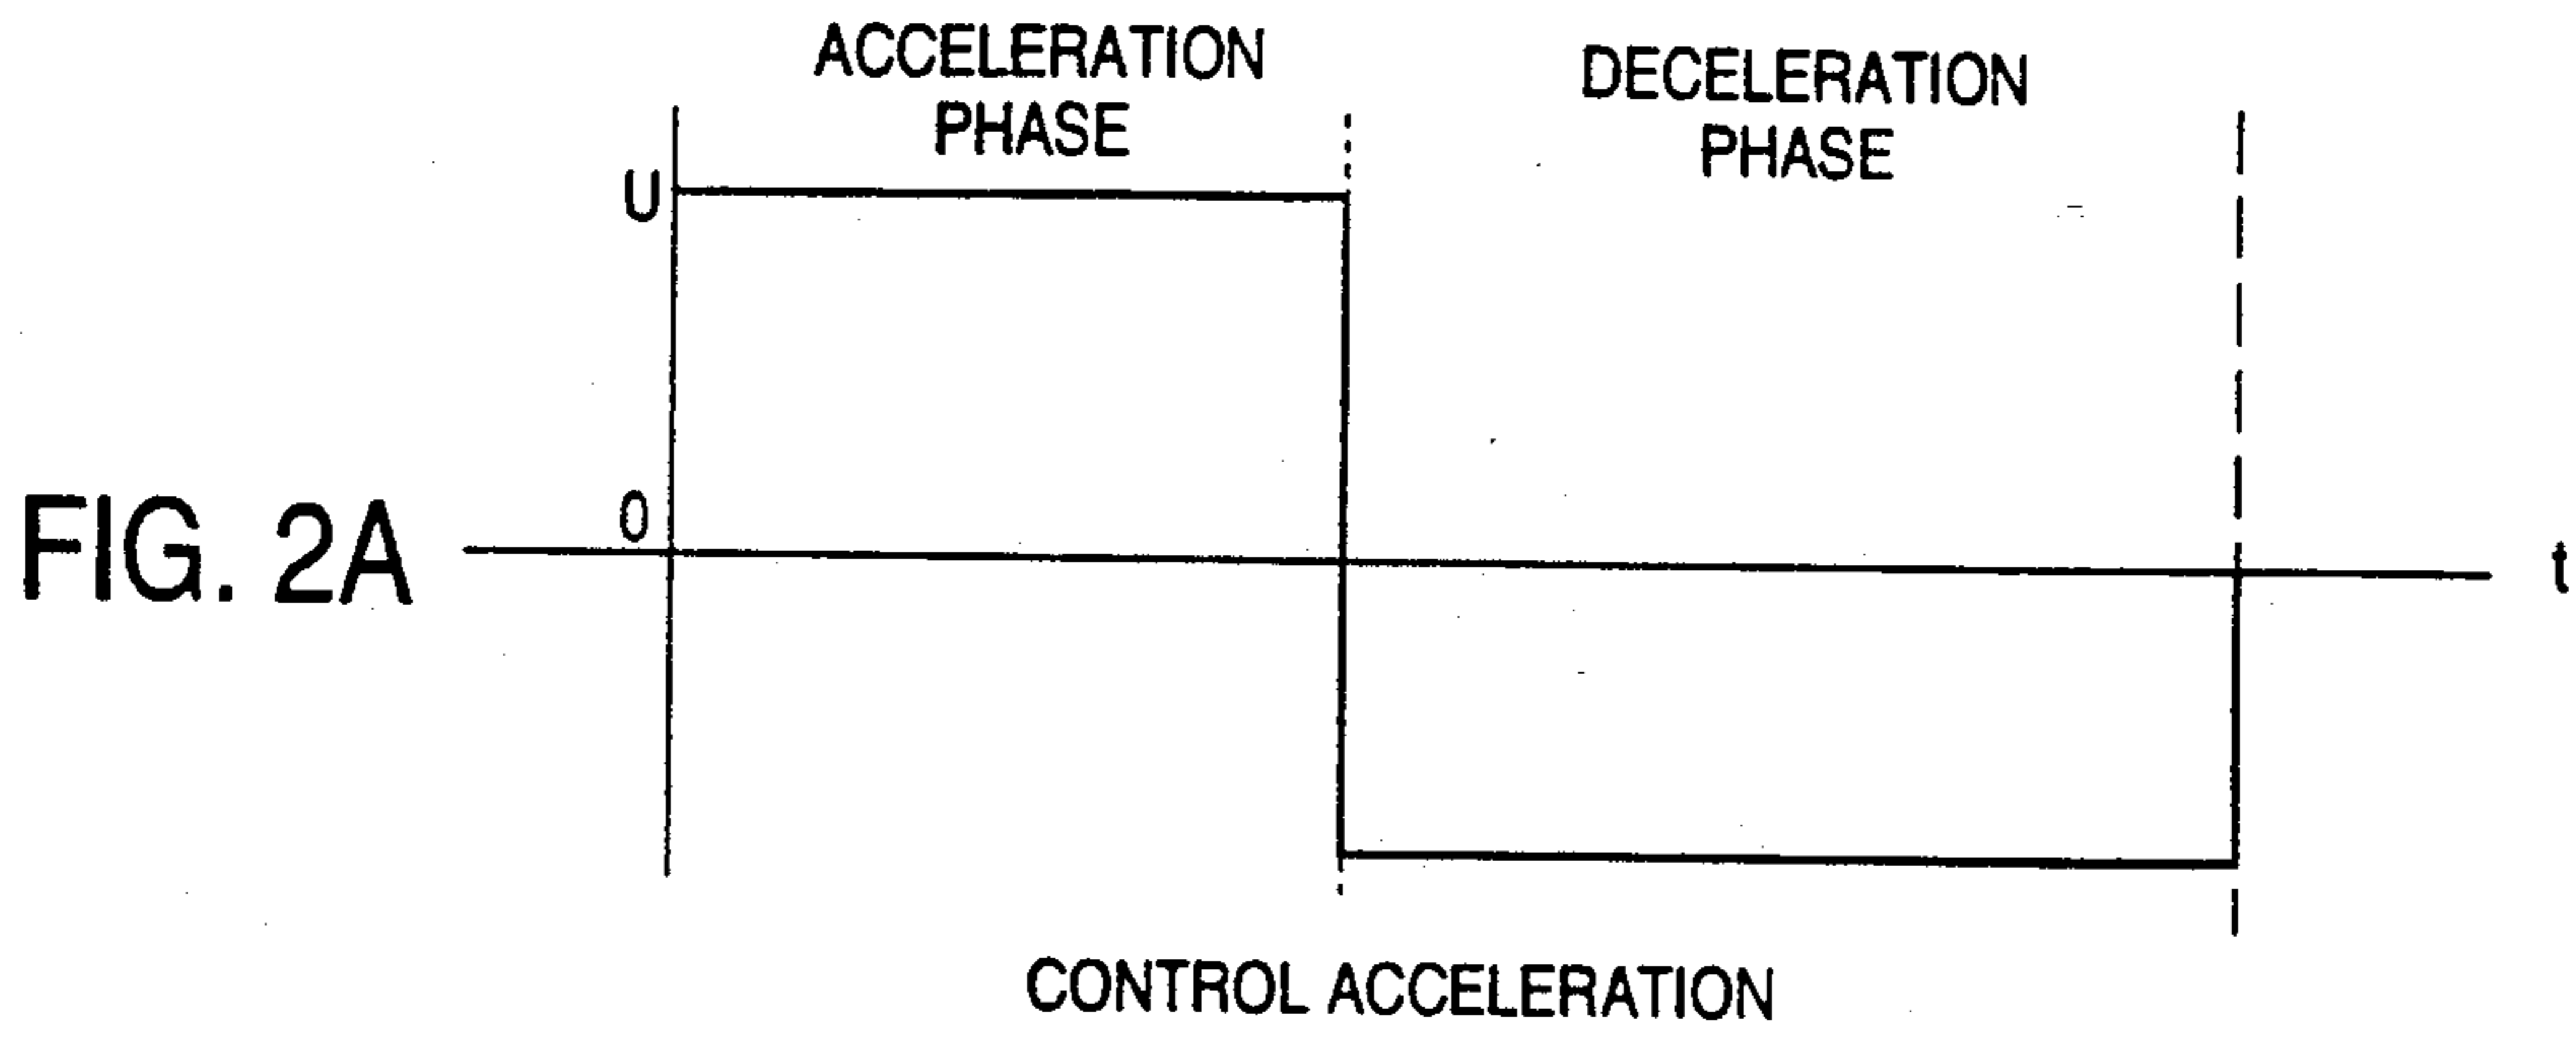 ACCELERATION
PHASE
DECELERATION
PHASE
U
0
FIG. 2A
t
CONTROL ACCELERATION